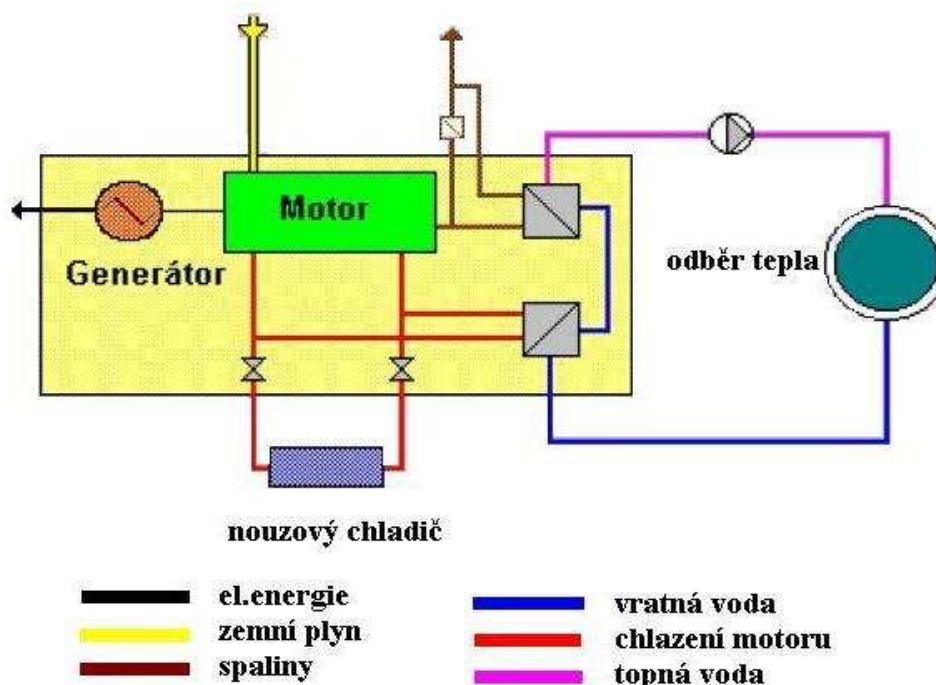 Motor
Generátor
odběr tepla
nouzový chladič
el.energie
zemní plyn
spaliny
vratná voda
chlazení motoru
topná voda